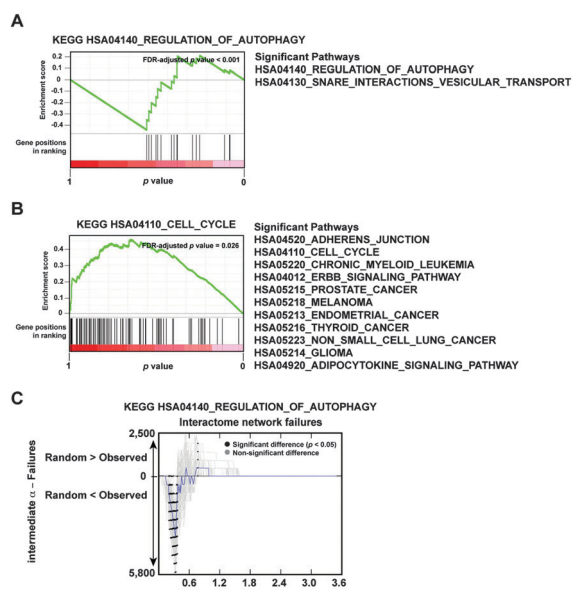 A
KEGG HSA04140_REGULATION_OF_AUTOPHAGY
FDR-adjusted p value < 0.001
Enrichment score
0.2
0.1
0
-0.1
-0.2
-0.3
-0.4
Gene positions
in ranking
1
p value
0
Significant Pathways
HSA04140_REGULATION_OF_AUTOPHAGY
HSA04130_SNARE_INTERACTIONS_VESICULAR_TRANSPORT
B
KEGG HSA04110_CELL_CYCLE
FDR-adjusted p value = 0.026
Enrichment score
0.4
0.3
0.2
0.1
0
Gene positions
in ranking
1
p value
0
Significant Pathways
HSA04520_ADHERENS_JUNCTION
HSA04110_CELL_CYCLE
HSA05220_CHRONIC_MYELOID_LEUKEMIA
HSA04012_ERBB_SIGNALING_PATHWAY
HSA05215_PROSTATE_CANCER
HSA05218_MELANOMA
HSA05213_ENDOMETRIAL_CANCER
HSA05216_THYROID_CANCER
HSA05223_NON_SMALL_CELL_LUNG_CANCER
HSA05214_GLIOMA
HSA04920_ADIPOCYTOKINE_SIGNALING_PATHWAY
C
KEGG HSA04140_REGULATION_OF_AUTOPHAGY
Interactome network failures
2,500
Significant difference (p < 0.05)
Non-significant difference
Random > Observed
0
Random < Observed
intermediate α – Failures
5,800
0.6 1.2 1.8 2.4 3.0 3.6